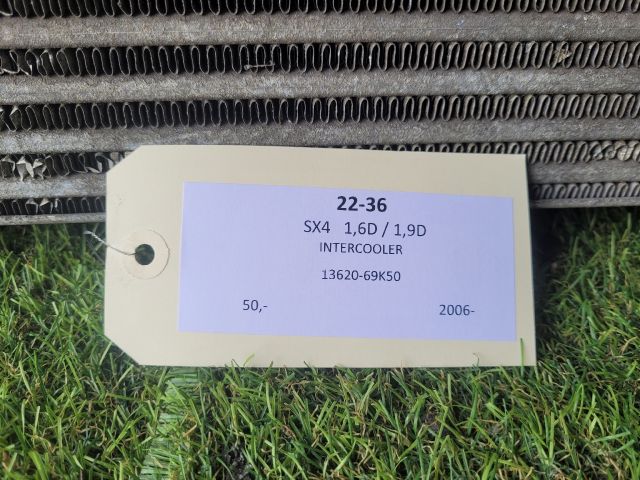 22-36
SX4 1,6D / 1,9D
INTERCOOLER
13620-69K50
50,- 2006-